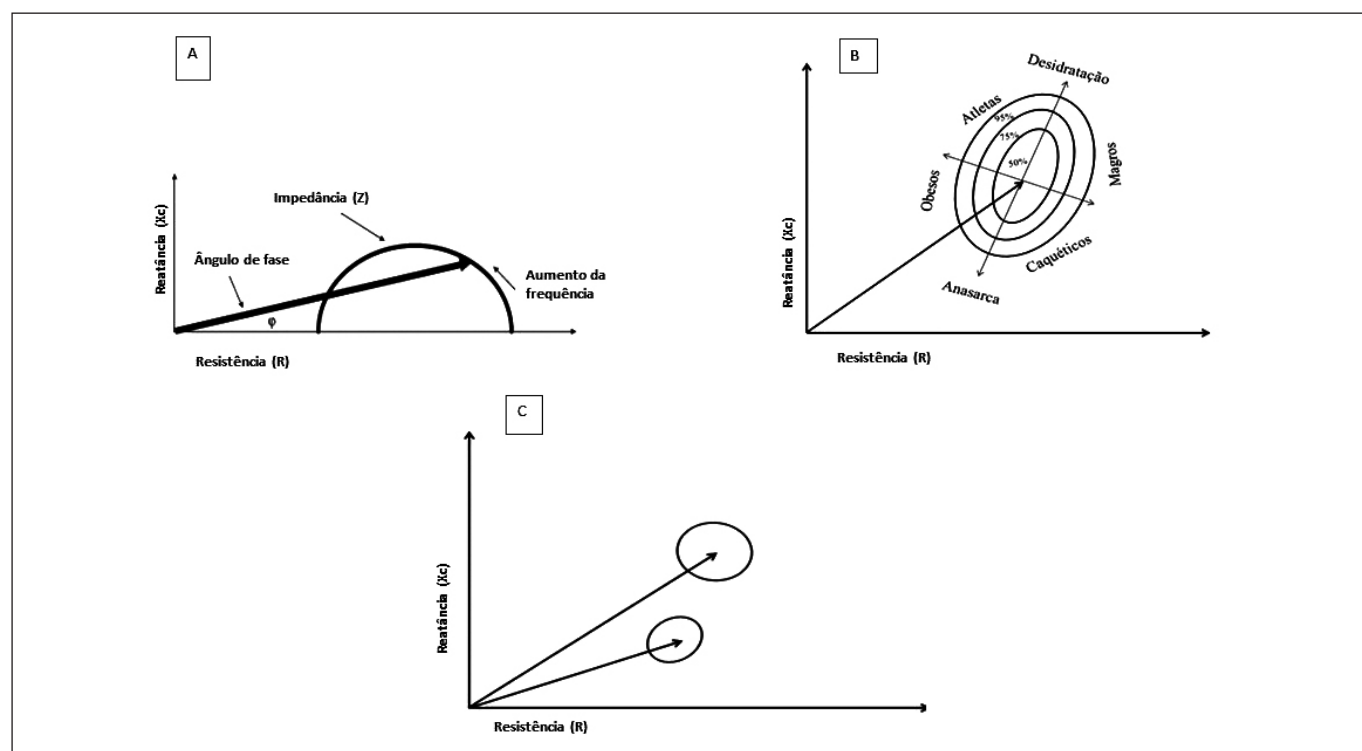 A
Impedância (Z)
Ângulo de fase
Aumento da
frequência
φ
Reatância (Xc)
Resistência (R)
B
Desidratação
Atletas
95%
75%
50%
Obesos
Magros
Caquéticos
Anasarca
Reatância (Xc)
Resistência (R)
C
Reatância (Xc)
Resistência (R)